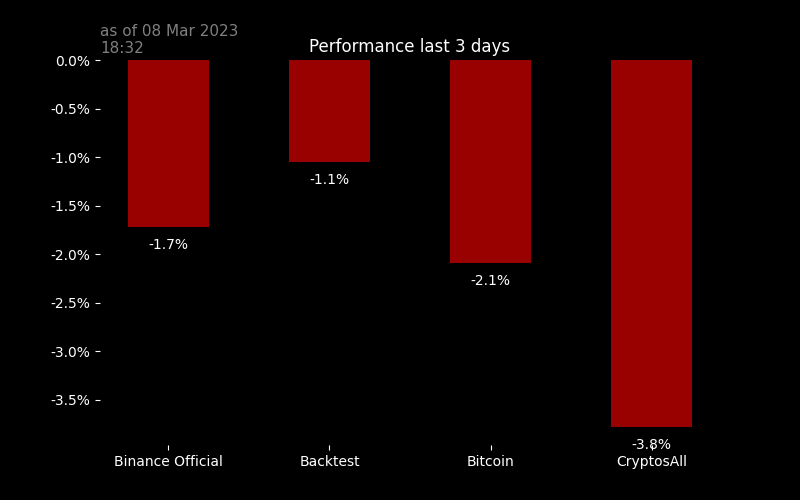 as of 08 Mar 2023
18:32
Performance last 3 days
0.0%
-0.5%
-1.0%
-1.5%
-2.0%
-2.5%
-3.0%
-3.5%
-1.7%
-1.1%
-2.1%
-3.8%
Binance Official
Backtest
Bitcoin
CryptosAll